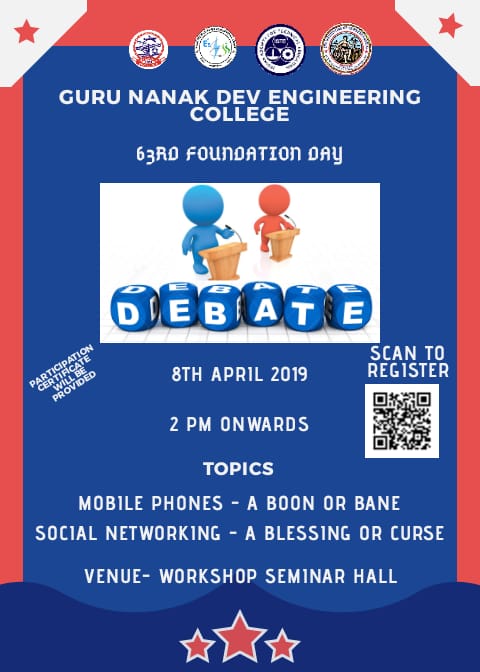 GURU NANAK DEV ENGINEERING
COLLEGE
63RD FOUNDATION DAY
DEBATE
DEBATE
PARTICIPATION
CERTIFICATE
WILL BE
PROVIDED
8TH APRIL 2019
SCAN TO
REGISTER
2 PM ONWARDS
TOPICS
MOBILE PHONES - A BOON OR BANE
SOCIAL NETWORKING - A BLESSING OR CURSE
VENUE- WORKSHOP SEMINAR HALL